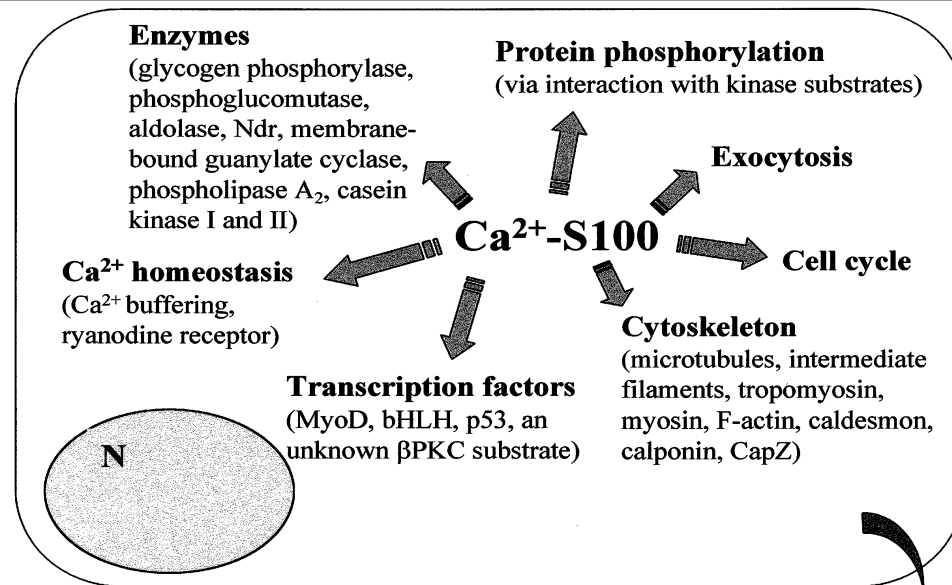 Enzymes
(glycogen phosphorylase,
phosphoglucomutase,
aldolase, Ndr, membrane-
bound guanylate cyclase,
phospholipase A₂, casein
kinase I and II)
Protein phosphorylation
(via interaction with kinase substrates)
Exocytosis
Ca²⁺-S100
Cell cycle
Ca²⁺ homeostasis
(Ca²⁺ buffering,
ryanodine receptor)
Cytoskeleton
(microtubules, intermediate
filaments, tropomyosin,
myosin, F-actin, caldesmon,
calponin, CapZ)
Transcription factors
(MyoD, bHLH, p53, an
unknown βPKC substrate)
N